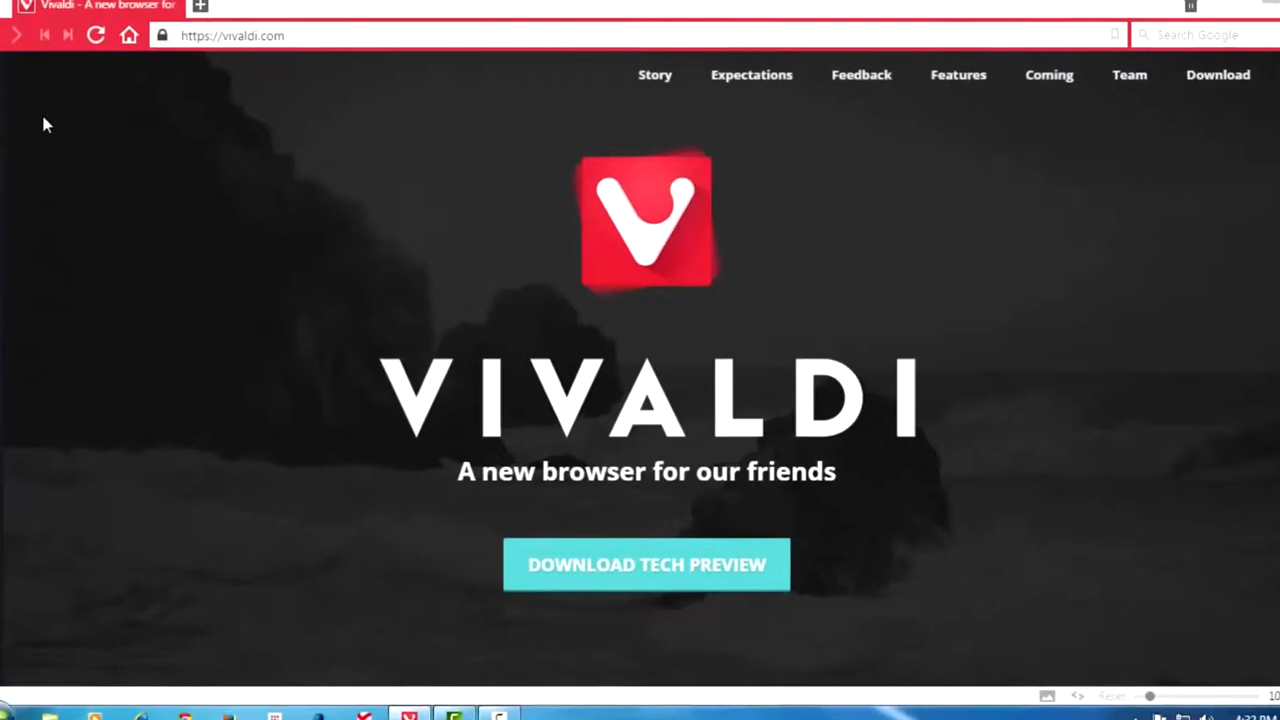 Vivaldi - A new browser for
https://vivaldi.com
Search Google
Story Expectations Feedback Features Coming Team Download
VIVALDI
A new browser for our friends
DOWNLOAD TECH PREVIEW
Reset